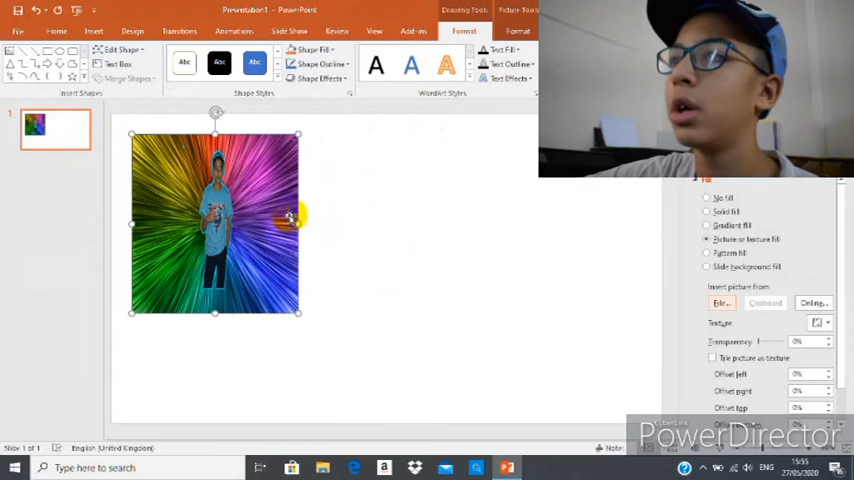 Presentation1 - PowerPoint
Drawing Tools
Picture Tools
File
Home
Insert
Design
Transitions
Animations
Slide Show
Review
View
Add-ins
Format
Edit Shape
Text Box
Merge Shapes
Insert Shapes
Abc
Abc
Abc
Shape Fill
Shape Outline
Shape Effects
Shape Styles
A
A
A
Text Fill
Text Outline
Text Effects
WordArt Styles
1
Fill
No fill
Solid fill
Gradient fill
Picture or texture fill
Pattern fill
Slide background fill
Insert picture from
File...
Clipboard
Online...
Texture
Transparency
0%
Tile picture as texture
Offset left
0%
Offset right
0%
Offset top
0%
CyberLink
PowerDirector
Slide 1 of 1
English (United Kingdom)
Notes
Type here to search
ENG
15:55
27/05/2020